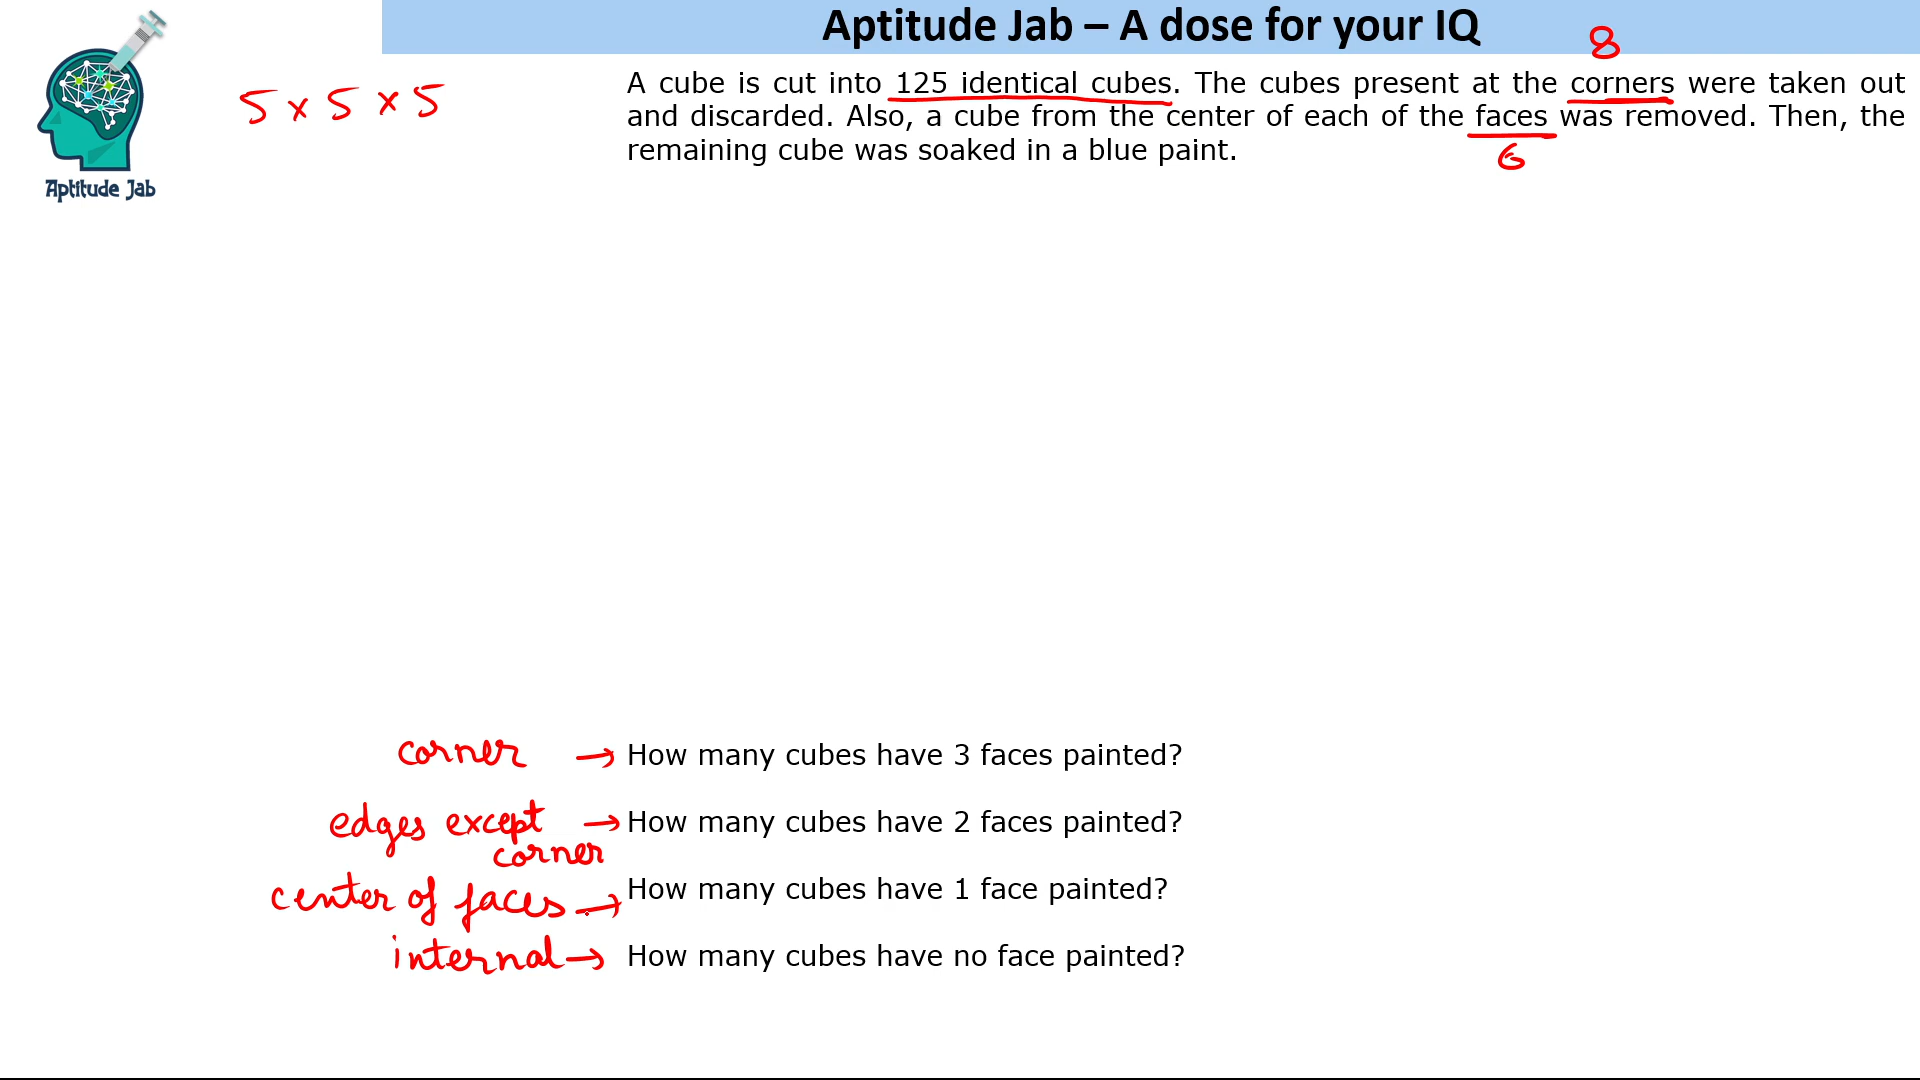 Aptitude Jab – A dose for your IQ
8
5 x 5 x 5
A cube is cut into 125 identical cubes. The cubes present at the corners were taken out
and discarded. Also, a cube from the center of each of the faces was removed. Then, the
remaining cube was soaked in a blue paint.
6
Aptitude Jab
corner → How many cubes have 3 faces painted?
edges except → How many cubes have 2 faces painted?
corner
center of faces → How many cubes have 1 face painted?
internal → How many cubes have no face painted?